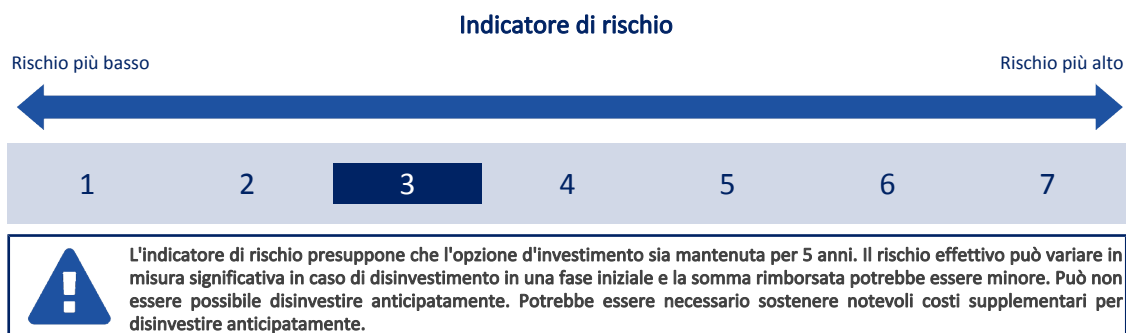 Indicatore di rischio
Rischio più basso Rischio più alto
1 2 3 4 5 6 7
L'indicatore di rischio presuppone che l'opzione d'investimento sia mantenuta per 5 anni. Il rischio effettivo può variare in
misura significativa in caso di disinvestimento in una fase iniziale e la somma rimborsata potrebbe essere minore. Può non
essere possibile disinvestire anticipatamente. Potrebbe essere necessario sostenere notevoli costi supplementari per
disinvestire anticipatamente.